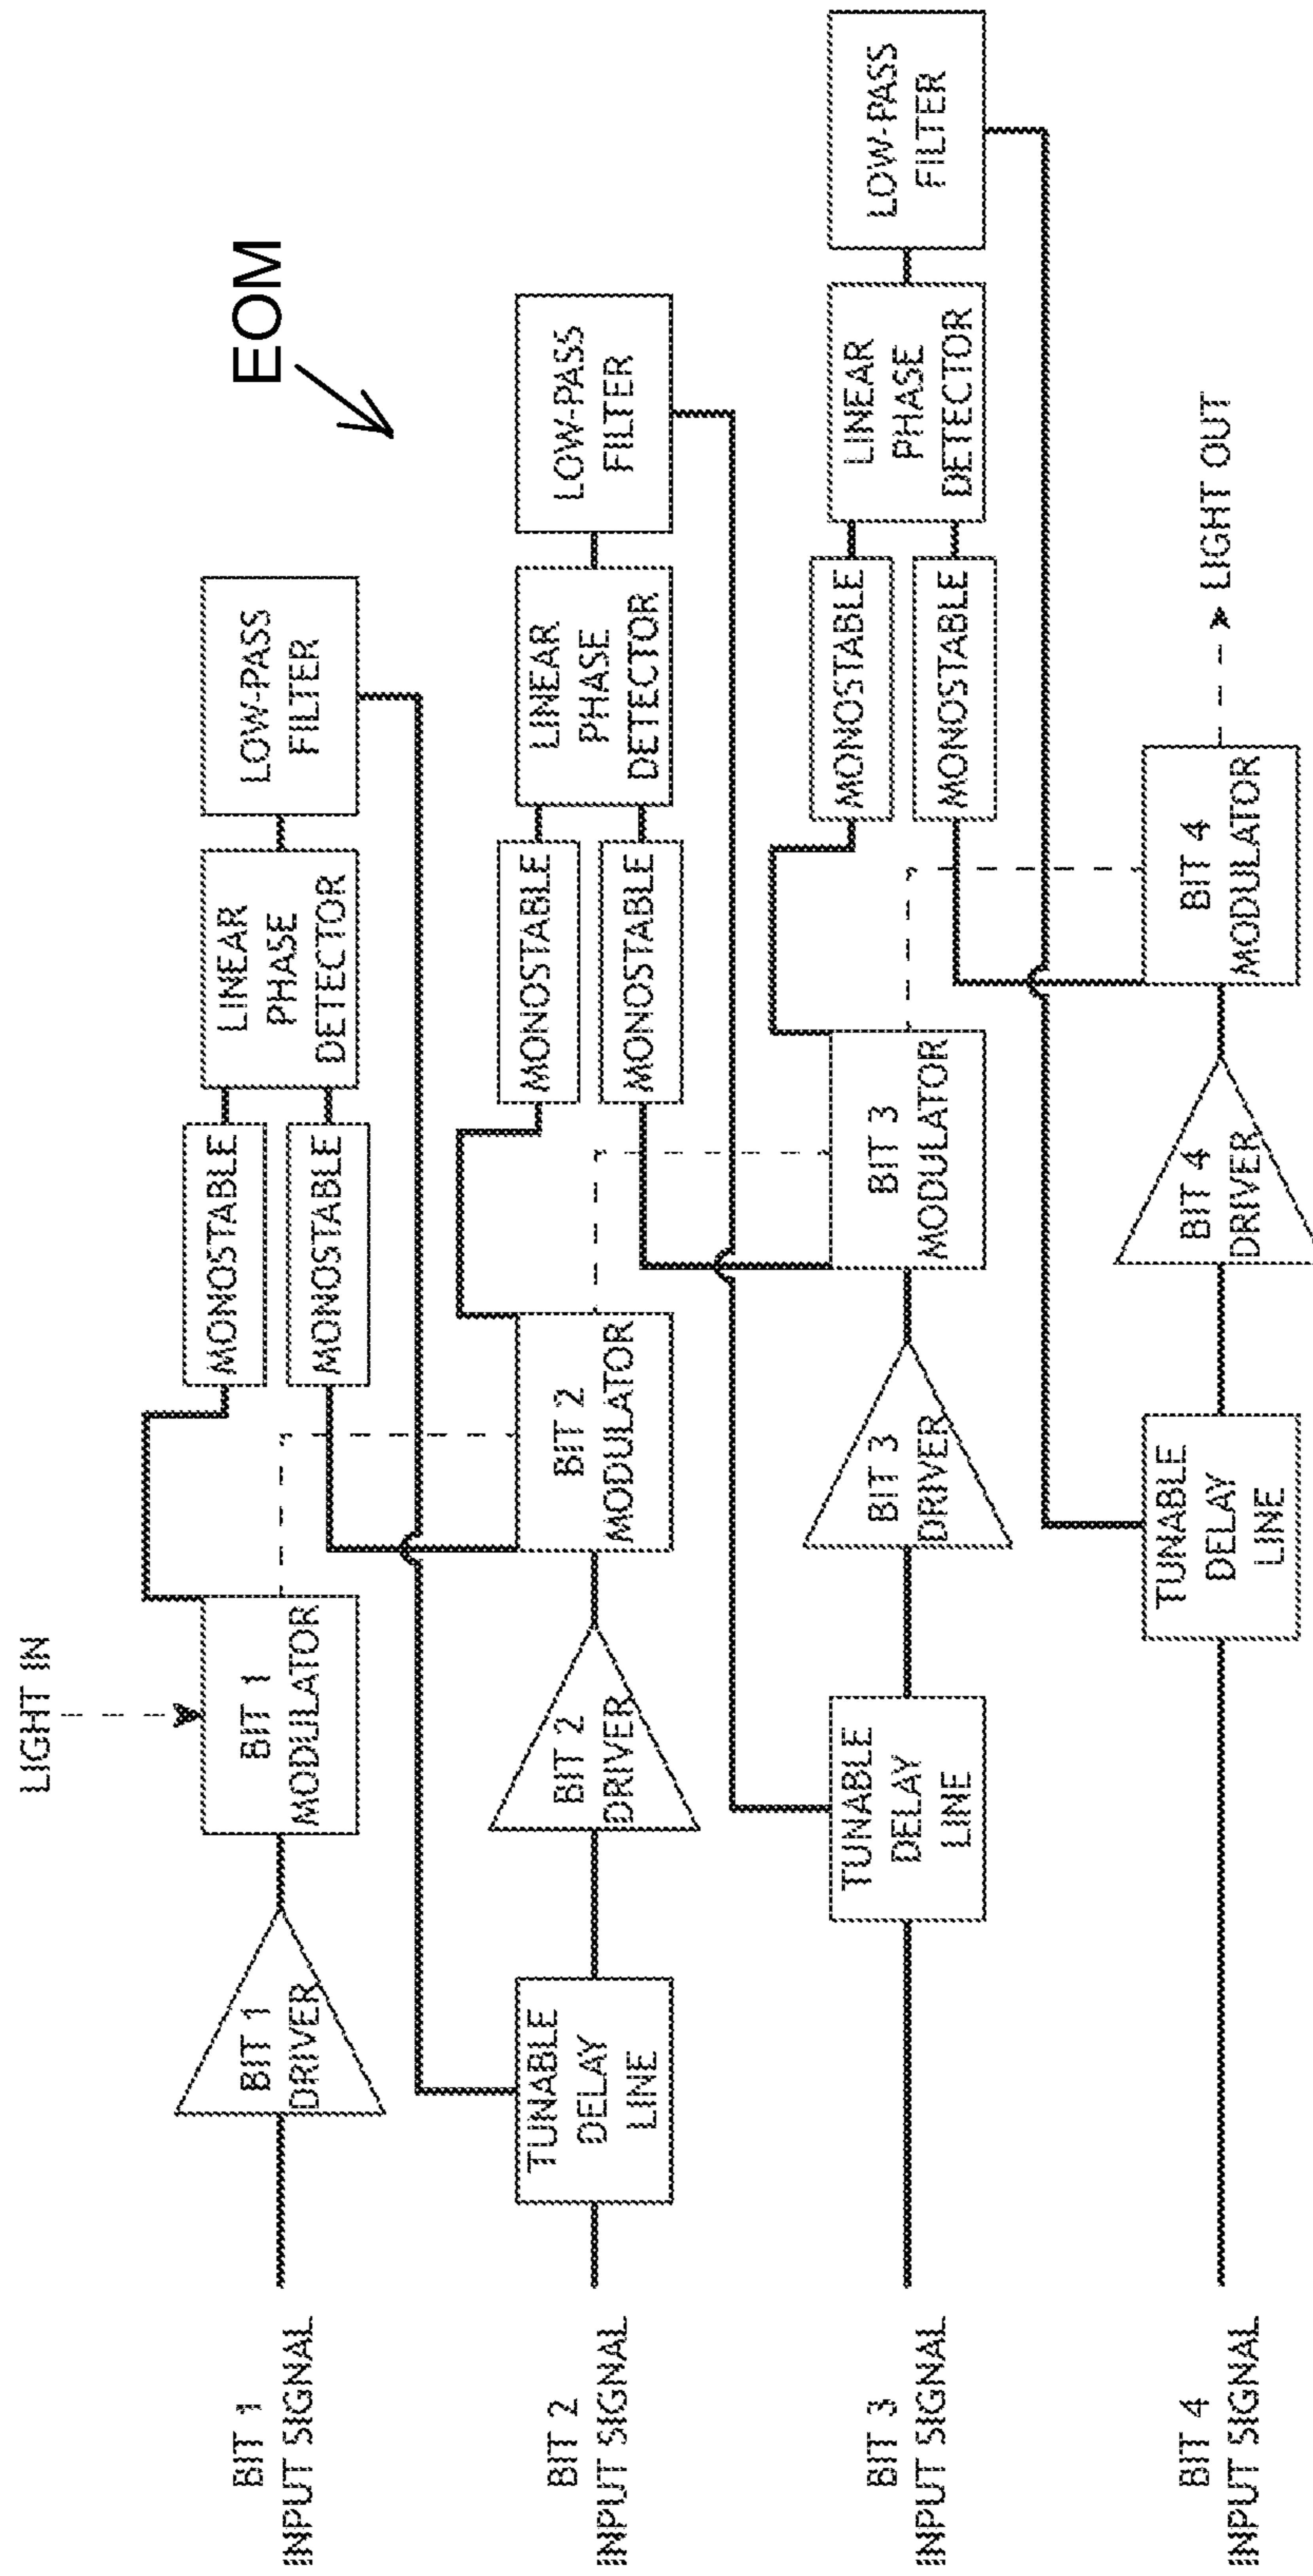 LIGHT IN
EOM
BIT 1
INPUT SIGNAL
BIT 1
DRIVER
BIT 1
MODULATOR
MONOSTABLE
MONOSTABLE
LINEAR
PHASE
DETECTOR
LOW-PASS
FILTER
BIT 2
INPUT SIGNAL
TUNABLE
DELAY
LINE
BIT 2
DRIVER
BIT 2
MODULATOR
MONOSTABLE
MONOSTABLE
LINEAR
PHASE
DETECTOR
LOW-PASS
FILTER
BIT 3
INPUT SIGNAL
TUNABLE
DELAY
LINE
BIT 3
DRIVER
BIT 3
MODULATOR
MONOSTABLE
MONOSTABLE
LINEAR
PHASE
DETECTOR
LOW-PASS
FILTER
BIT 4
INPUT SIGNAL
TUNABLE
DELAY
LINE
BIT 4
DRIVER
BIT 4
MODULATOR
LIGHT OUT